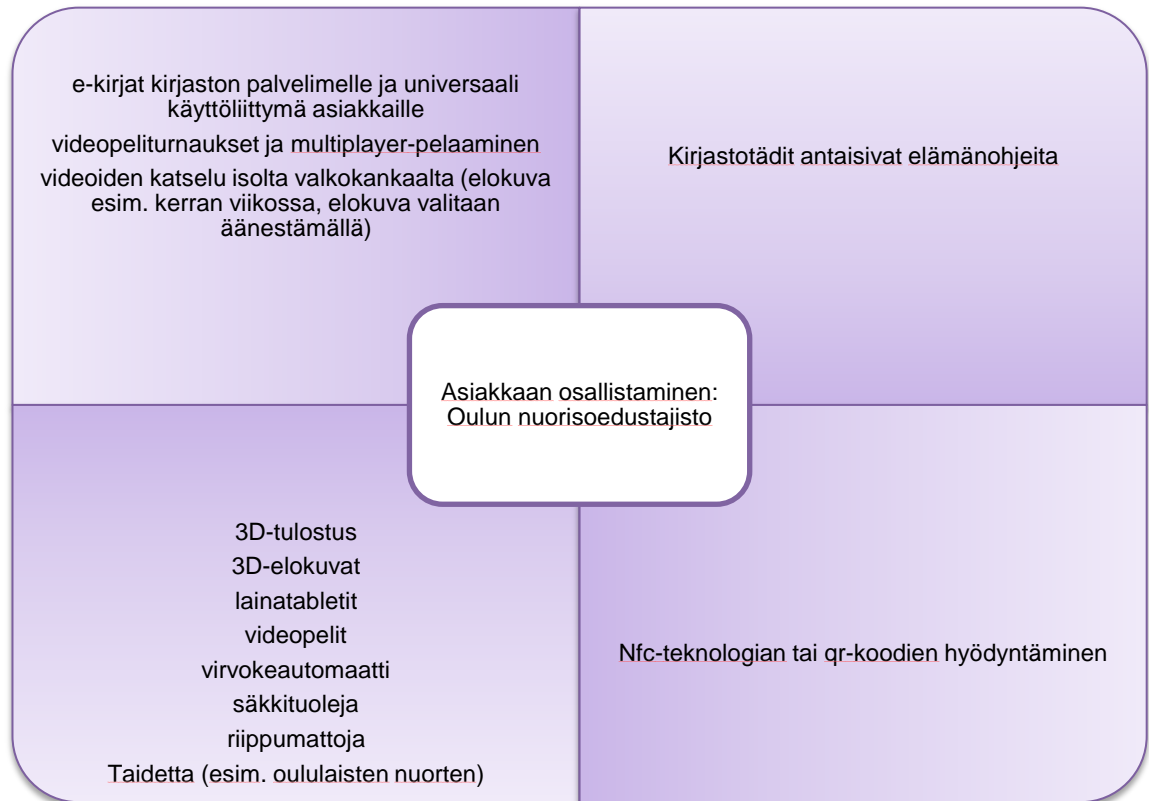 e-kirjat kirjaston palvelimelle ja universaali
käyttöliittymä asiakkaille
videopeliturnaukset ja multiplayer-pelaaminen
videoiden katselu isolta valkokankaalta (elokuva
esim. kerran viikossa, elokuva valitaan
äänestämällä)
Kirjastotädit antaisivat elämänohjeita
Asiakkaan osallistaminen:
Oulun nuorisoedustajisto
3D-tulostus
3D-elokuvat
lainatabletit
videopelit
virvokeautomaatti
säkkituoleja
riippumattoja
Taidetta (esim. oululaisten nuorten)
Nfc-teknologian tai qr-koodien hyödyntäminen